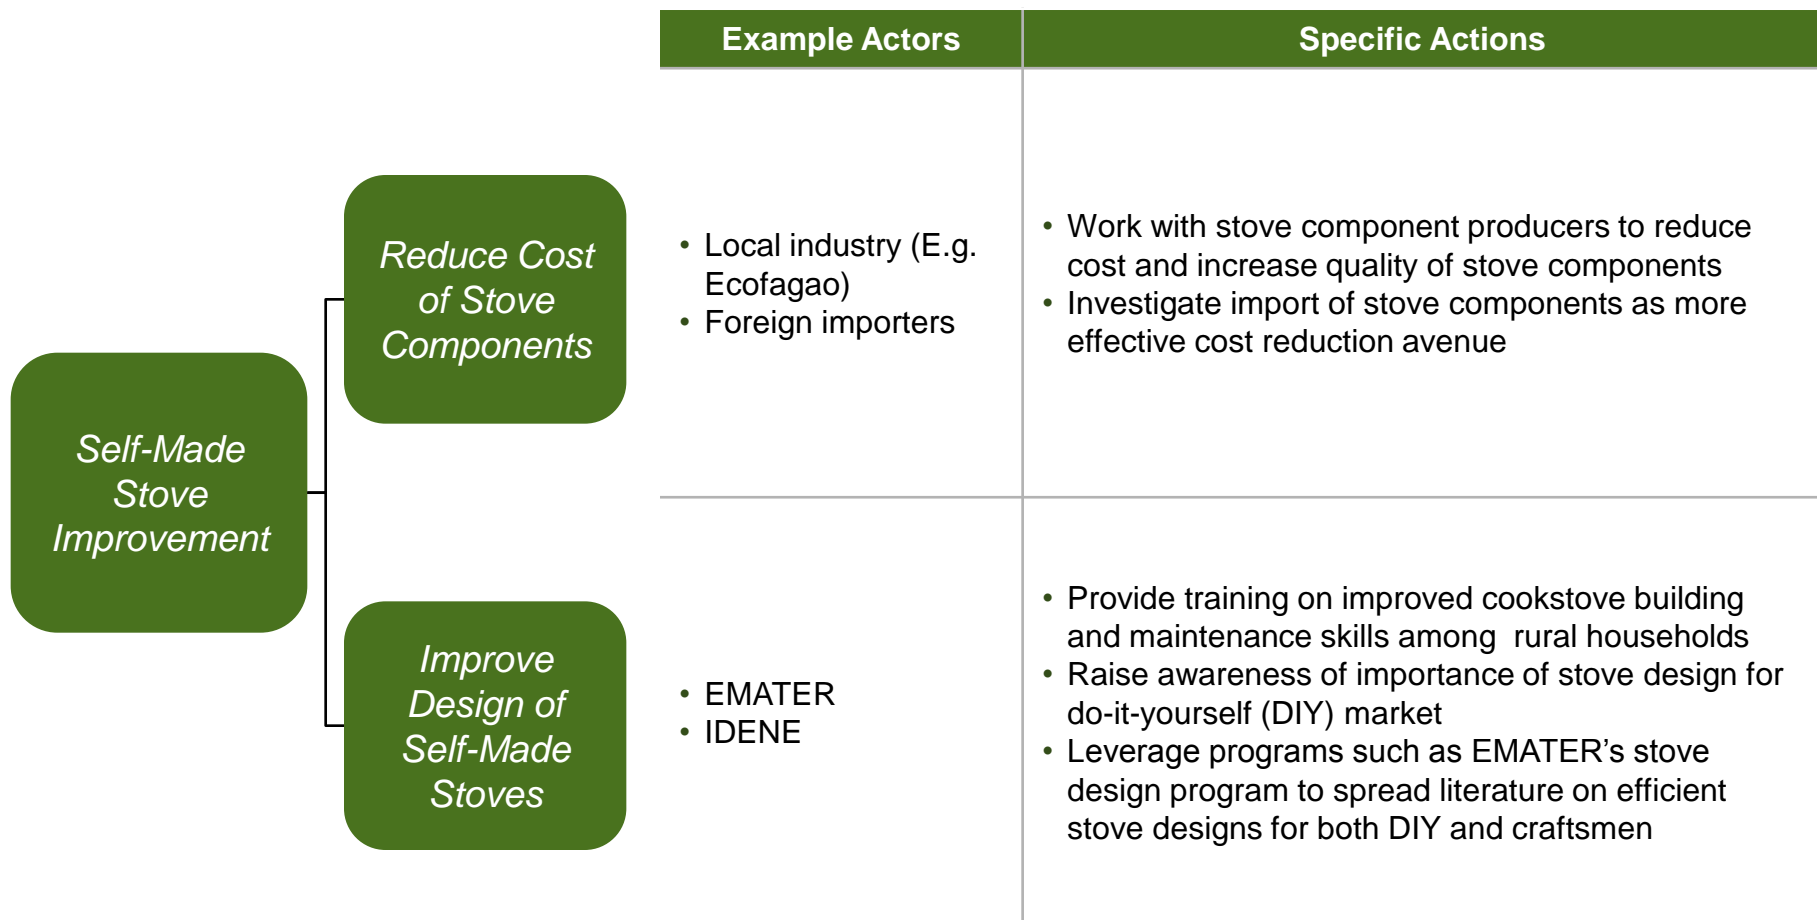 Example Actors
Specific Actions
Self-Made
Stove
Improvement
Reduce Cost
of Stove
Components
• Local industry (E.g.
Ecofagao)
• Foreign importers
• Work with stove component producers to reduce
cost and increase quality of stove components
• Investigate import of stove components as more
effective cost reduction avenue
Improve
Design of
Self-Made
Stoves
• EMATER
• IDENE
• Provide training on improved cookstove building
and maintenance skills among  rural households
• Raise awareness of importance of stove design for
do-it-yourself (DIY) market
• Leverage programs such as EMATER’s stove
design program to spread literature on efficient
stove designs for both DIY and craftsmen